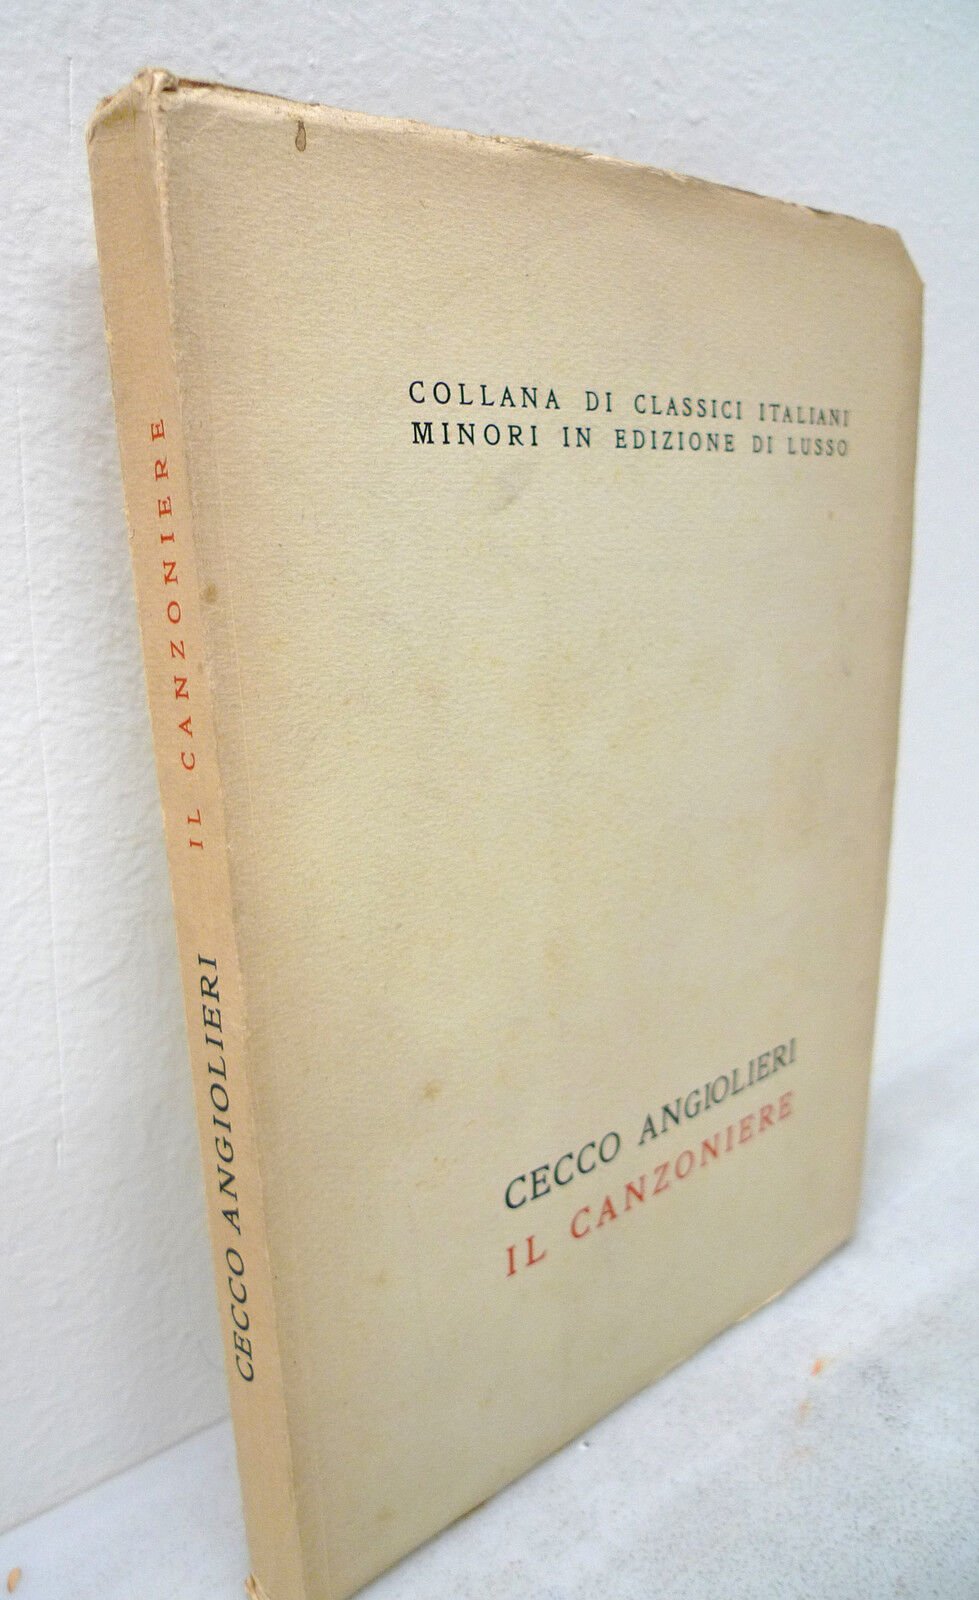 COLLANA DI CLASSICI ITALIANI
MINORI IN EDIZIONE DI LUSSO
CECCO ANGIOLIERI
IL CANZONIERE
CECCO ANGIOLIERI IL CANZONIERE